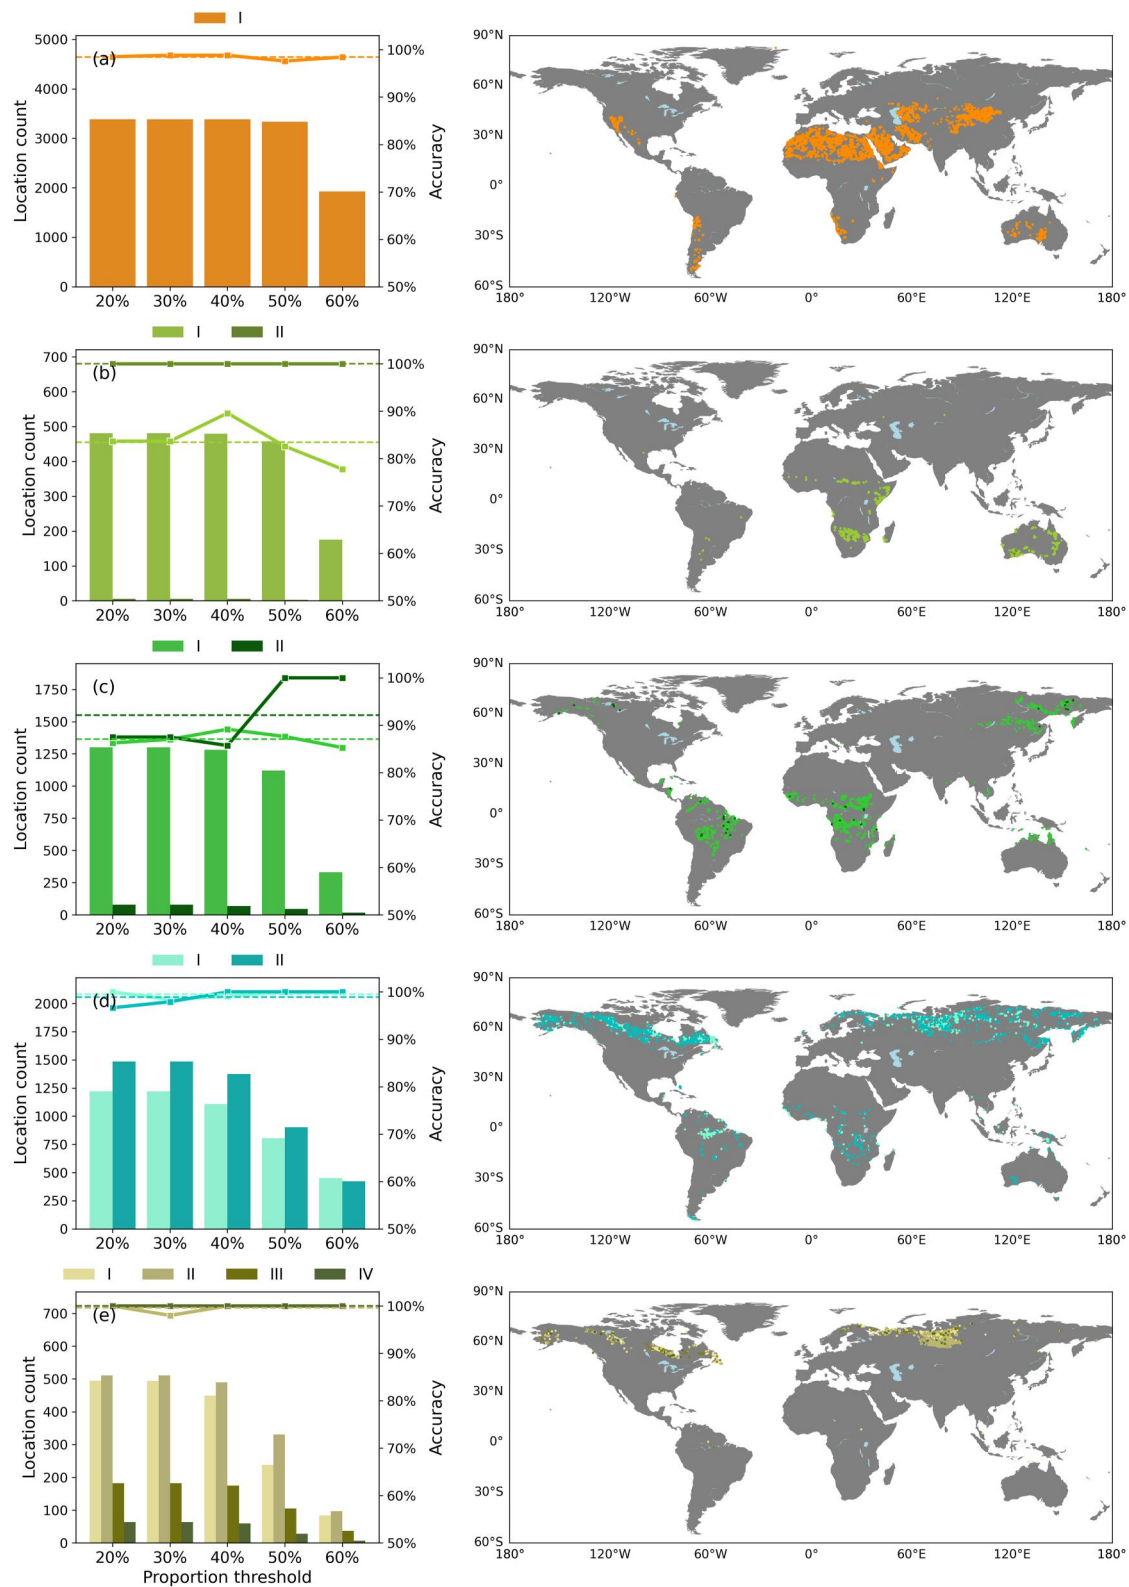 I
(a)
5000
4000
3000
2000
1000
0
Location count
100%
90%
80%
70%
60%
50%
Accuracy
20% 30% 40% 50% 60%
90°N
60°N
30°N
0°
30°S
60°S
180° 120°W 60°W 0° 60°E 120°E 180°
I II
(b)
700
600
500
400
300
200
100
0
Location count
100%
90%
80%
70%
60%
50%
Accuracy
20% 30% 40% 50% 60%
90°N
60°N
30°N
0°
30°S
60°S
180° 120°W 60°W 0° 60°E 120°E 180°
I II
(c)
1750
1500
1250
1000
750
500
250
0
Location count
100%
90%
80%
70%
60%
50%
Accuracy
20% 30% 40% 50% 60%
90°N
60°N
30°N
0°
30°S
60°S
180° 120°W 60°W 0° 60°E 120°E 180°
I II
(d)
2000
1750
1500
1250
1000
750
500
250
0
Location count
100%
90%
80%
70%
60%
50%
Accuracy
20% 30% 40% 50% 60%
90°N
60°N
30°N
0°
30°S
60°S
180° 120°W 60°W 0° 60°E 120°E 180°
I II III IV
(e)
700
600
500
400
300
200
100
0
Location count
100%
90%
80%
70%
60%
50%
Accuracy
20% 30% 40% 50% 60%
Proportion threshold
90°N
60°N
30°N
0°
30°S
60°S
180° 120°W 60°W 0° 60°E 120°E 180°